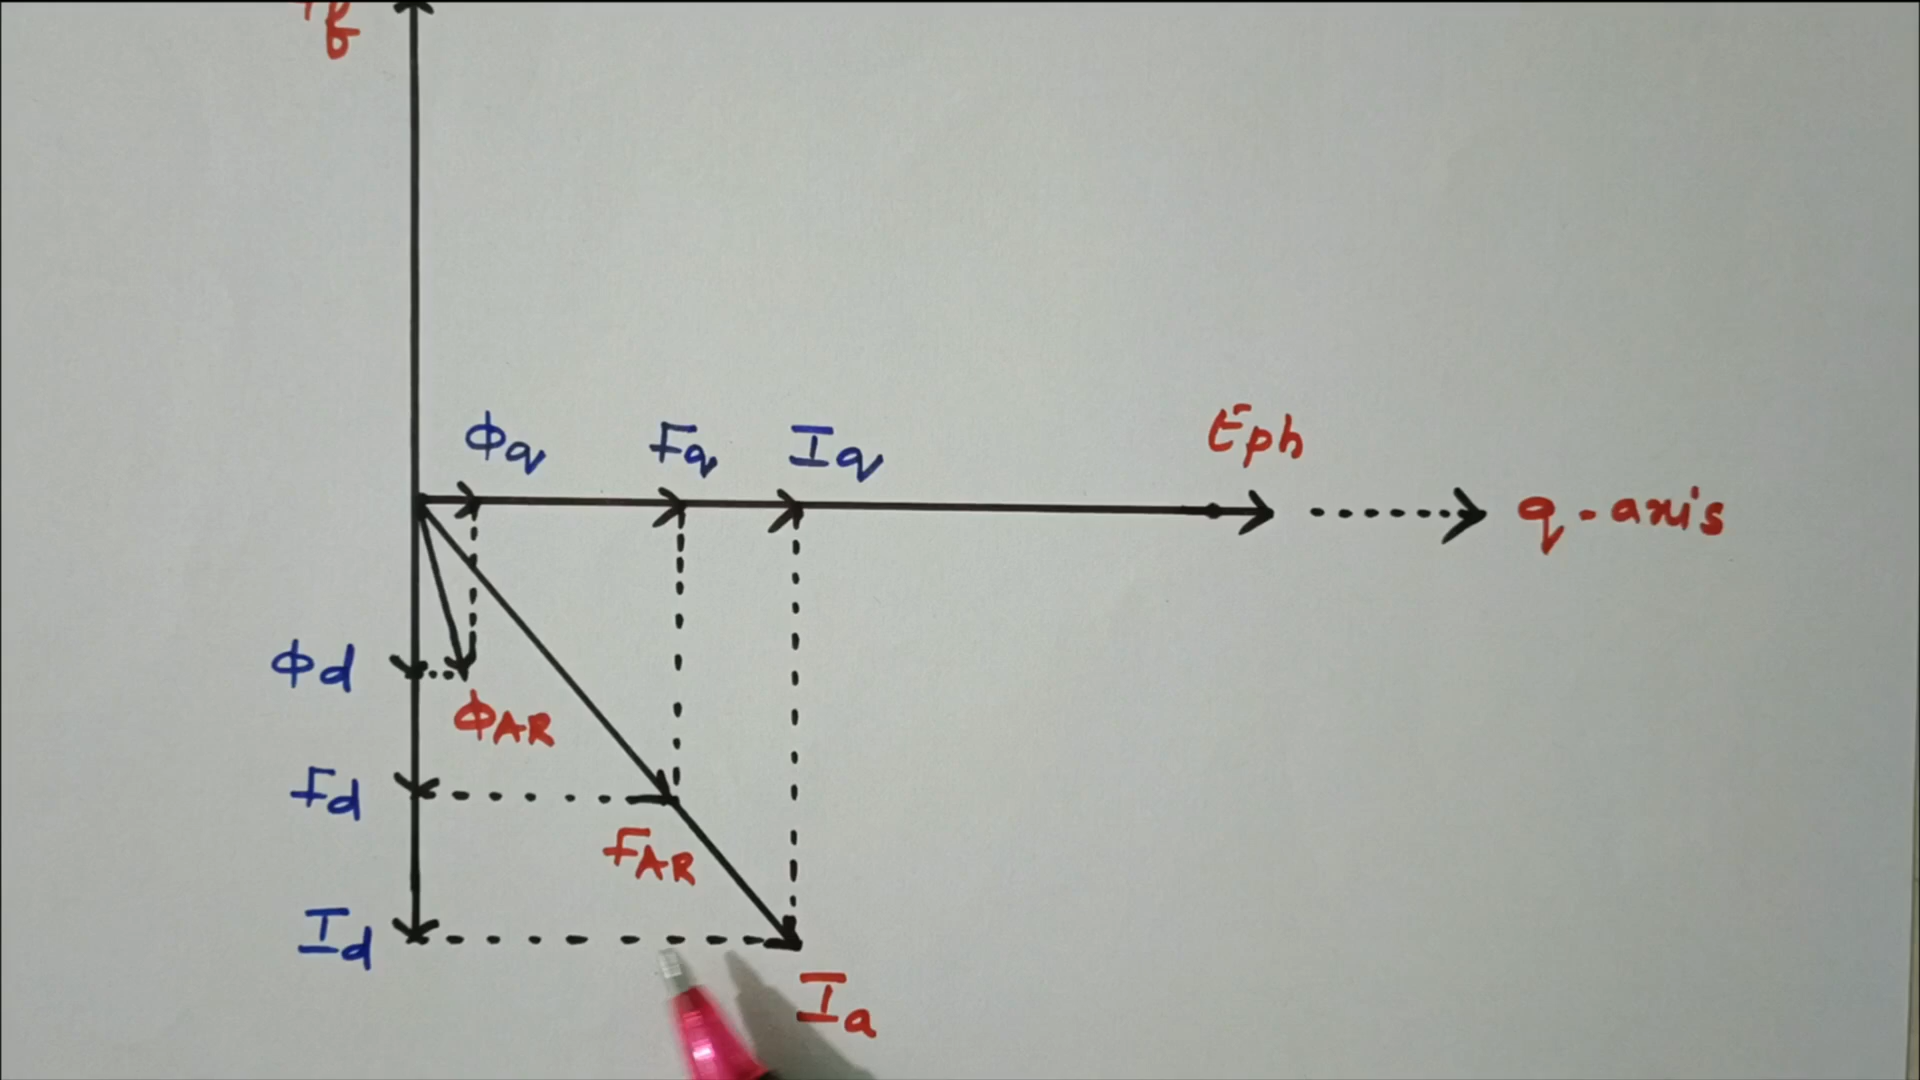 Φq Fq Iq Eph
q-axis
Φd
ΦAR
Fd
FAR
Id
Ia